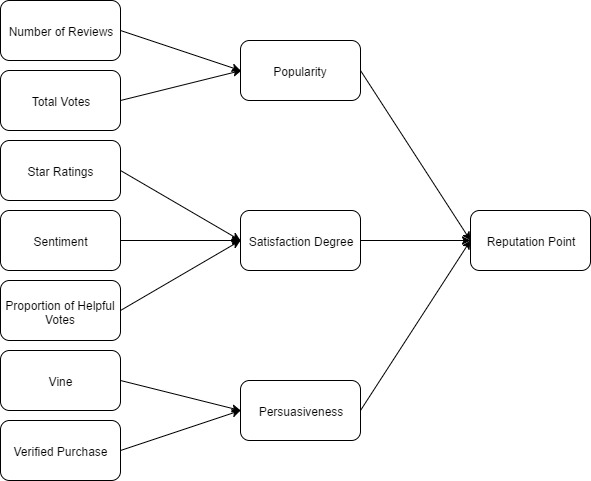 Number of Reviews
Total Votes
Star Ratings
Sentiment
Proportion of Helpful
Votes
Vine
Verified Purchase
Popularity
Satisfaction Degree
Persuasiveness
Reputation Point